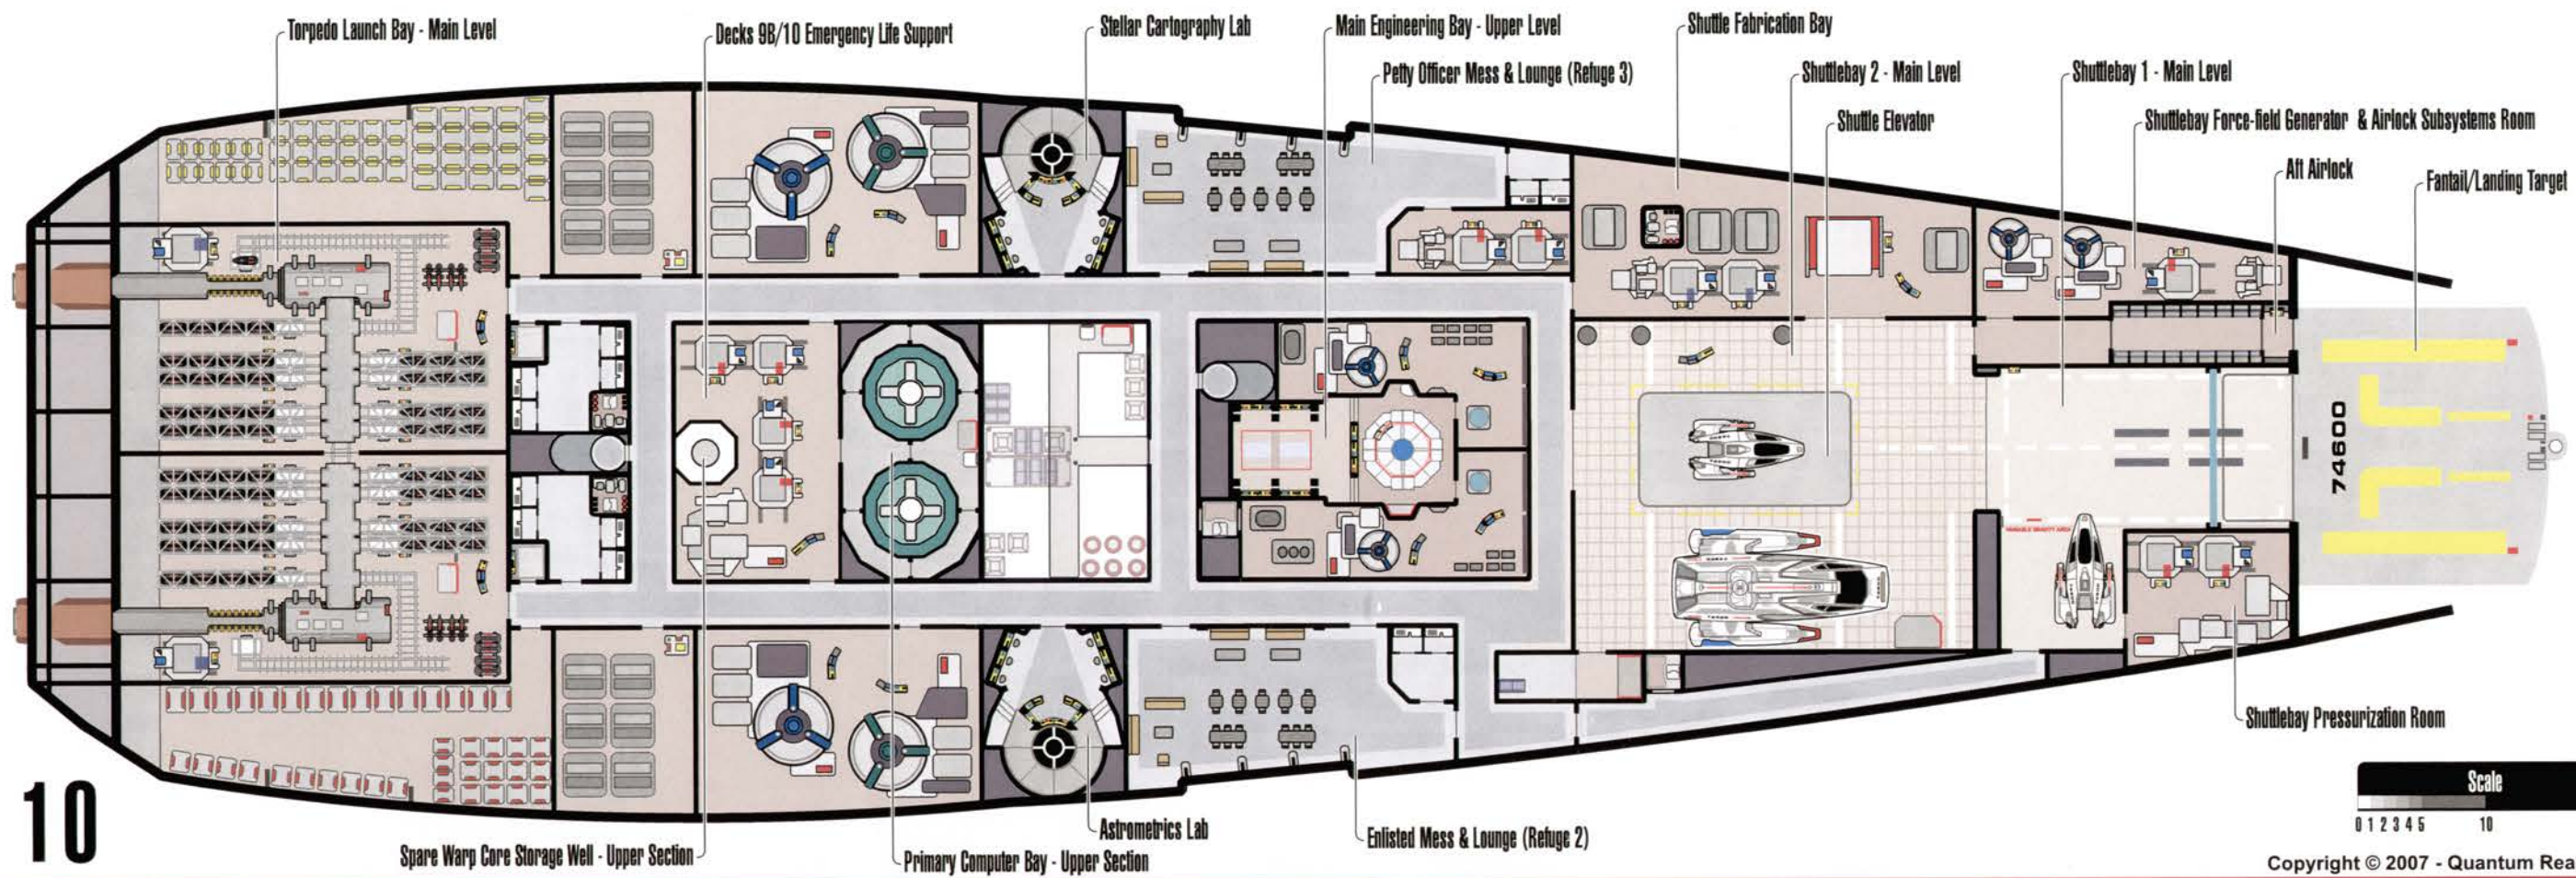 Torpedo Launch Bay - Main Level
Decks 9B/10 Emergency Life Support
Stellar Cartography Lab
Main Engineering Bay - Upper Level
Petty Officer Mess & Lounge (Refuge 3)
Shuttle Fabrication Bay
Shuttlebay 2 - Main Level
Shuttle Elevator
Shuttlebay 1 - Main Level
Shuttlebay Force-field Generator & Airlock Subsystems Room
Aft Airlock
Fantail/Landing Target
74600
VARIABLE GRAVITY AREA
Shuttlebay Pressurization Room
10
Spare Warp Core Storage Well - Upper Section
Primary Computer Bay - Upper Section
Astrometrics Lab
Enlisted Mess & Lounge (Refuge 2)
Scale
0 1 2 3 4 5 10
Copyright © 2007 - Quantum Rea